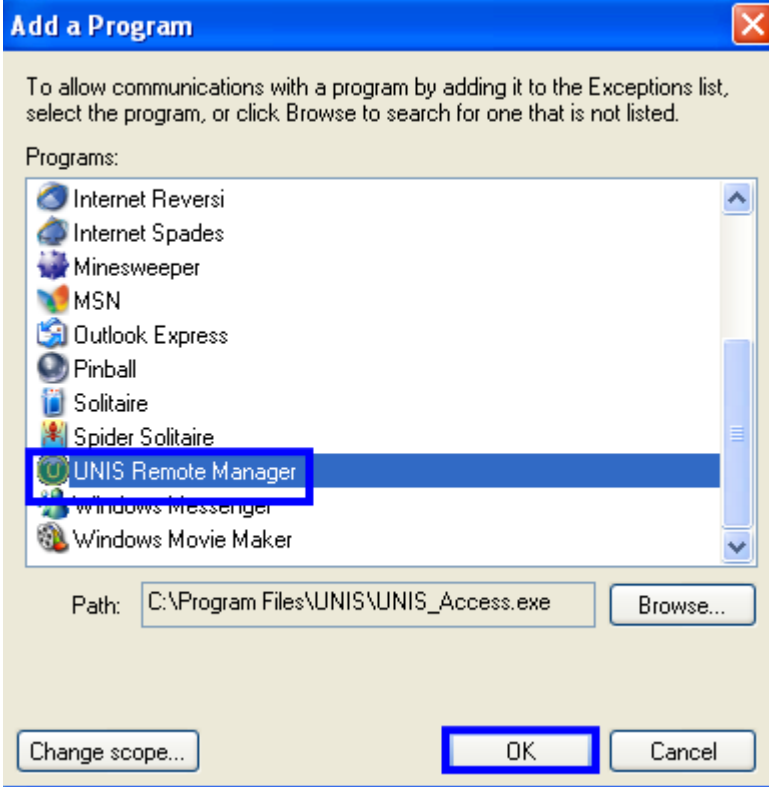 Add a Program
To allow communications with a program by adding it to the Exceptions list,
select the program, or click Browse to search for one that is not listed.
Programs:
Internet Reversi
Internet Spades
Minesweeper
MSN
Outlook Express
Pinball
Solitaire
Spider Solitaire
UNIS Remote Manager
Windows Messenger
Windows Movie Maker
Path: C:\Program Files\UNIS\UNIS_Access.exe Browse...
Change scope... OK Cancel